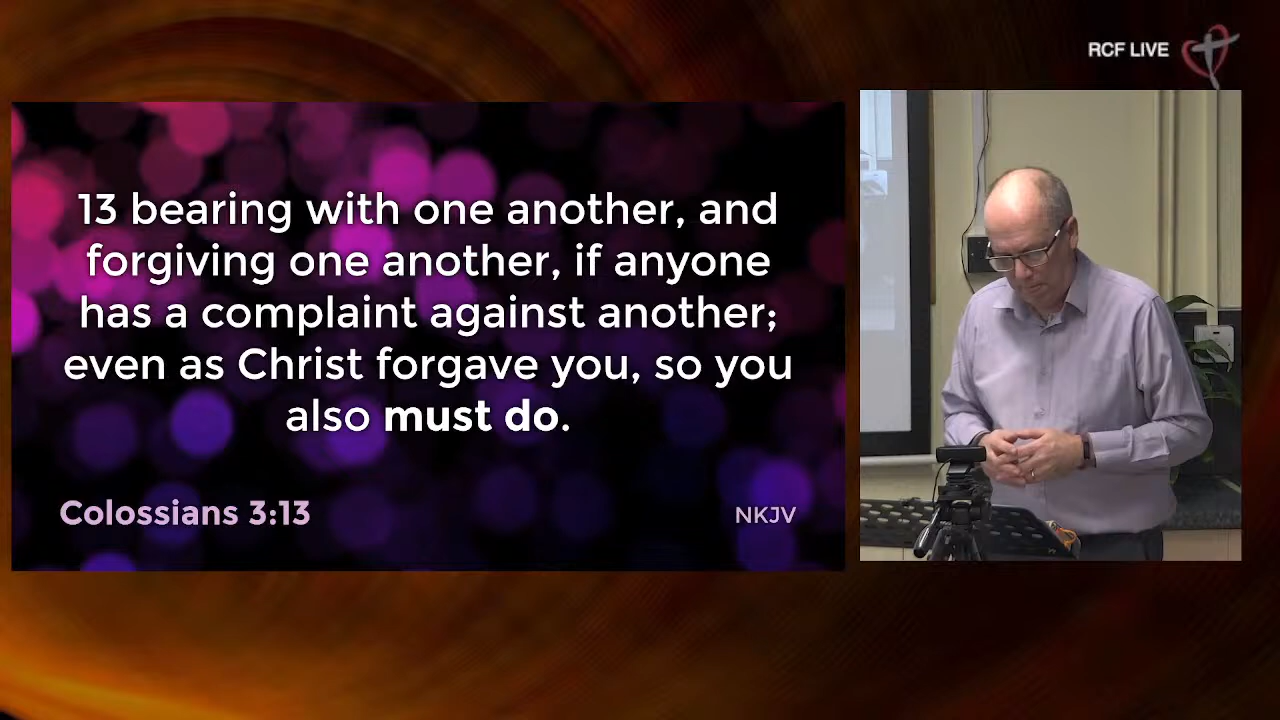 RCF LIVE
13 bearing with one another, and
forgiving one another, if anyone
has a complaint against another;
even as Christ forgave you, so you
also must do.
Colossians 3:13
NKJV